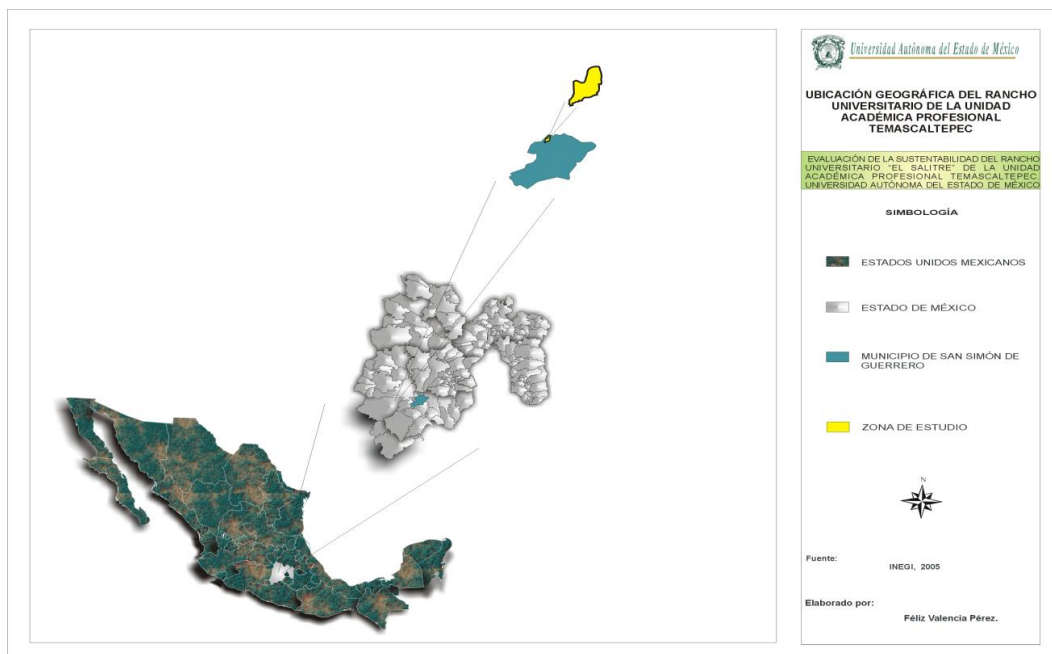 Universidad Autónoma del Estado de México
UBICACIÓN GEOGRÁFICA DEL RANCHO
UNIVERSITARIO DE LA UNIDAD
ACADÉMICA PROFESIONAL
TEMASCALTEPEC
EVALUACIÓN DE LA SUSTENTABILIDAD DEL RANCHO
UNIVERSITARIO "EL SALITRE" DE LA UNIDAD
ACADÉMICA PROFESIONAL TEMASCALTEPEC.
UNIVERSIDAD AUTÓNOMA DEL ESTADO DE MÉXICO
SIMBOLOGÍA
ESTADOS UNIDOS MEXICANOS
ESTADO DE MÉXICO
MUNICIPIO DE SAN SIMÓN DE
GUERRERO
ZONA DE ESTUDIO
N
Fuente:
INEGI, 2005
Elaborado por:
Féliz Valencia Pérez.